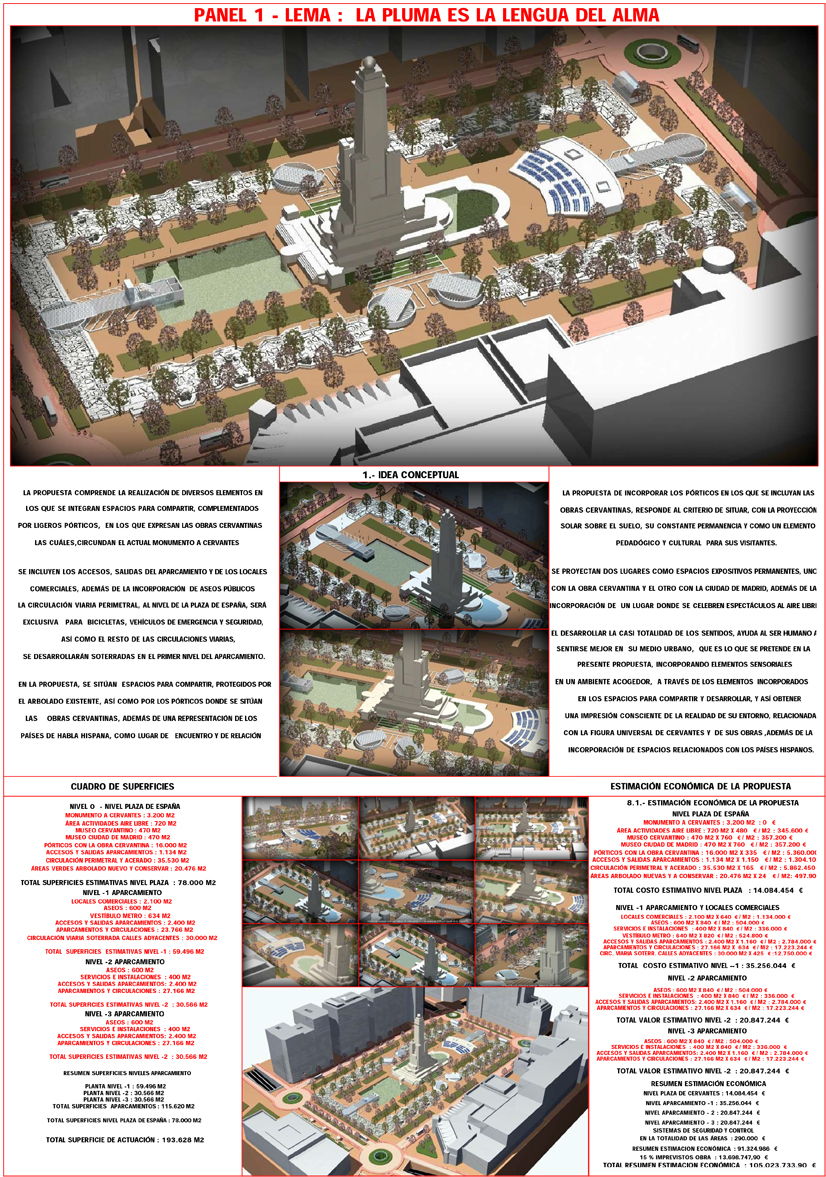 PANEL 1 - LEMA : LA PLUMA ES LA LENGUA DEL ALMA
1.- IDEA CONCEPTUAL
LA PROPUESTA COMPRENDE LA REALIZACIÓN DE DIVERSOS ELEMENTOS EN
LOS QUE SE INTEGRAN ESPACIOS PARA COMPARTIR, COMPLEMENTADOS
POR LIGEROS PÓRTICOS, EN LOS QUE EXPRESAN LAS OBRAS CERVANTINAS
LAS CUÁLES,CIRCUNDAN EL ACTUAL MONUMENTO A CERVANTES
SE INCLUYEN LOS ACCESOS, SALIDAS DEL APARCAMIENTO Y DE LOS LOCALES
COMERCIALES, ADEMÁS DE LA INCORPORACIÓN DE ASEOS PÚBLICOS
LA CIRCULACIÓN VIARIA PERIMETRAL, AL NIVEL DE LA PLAZA DE ESPAÑA, SERÁ
EXCLUSIVA PARA BICICLETAS, VEHÍCULOS DE EMERGENCIA Y SEGURIDAD,
ASÍ COMO EL RESTO DE LAS CIRCULACIONES VIARIAS,
SE DESARROLLARÁN SOTERRADAS EN EL PRIMER NIVEL DEL APARCAMIENTO.
EN LA PROPUESTA, SE SITÚAN ESPACIOS PARA COMPARTIR, PROTEGIDOS POR
EL ARBOLADO EXISTENTE, ASÍ COMO POR LOS PÓRTICOS DONDE SE SITÚAN
LAS OBRAS CERVANTINAS, ADEMÁS DE UNA REPRESENTACIÓN DE LOS
PAÍSES DE HABLA HISPANA, COMO LUGAR DE ENCUENTRO Y DE RELACIÓN
LA PROPUESTA DE INCORPORAR LOS PÓRTICOS EN LOS QUE SE INCLUYAN LAS
OBRAS CERVANTINAS, RESPONDE AL CRITERIO DE SITUAR, CON LA PROYECCIÓN
SOLAR SOBRE EL SUELO, SU CONSTANTE PERMANENCIA Y COMO UN ELEMENTO
PEDAGÓGICO Y CULTURAL PARA SUS VISITANTES.
SE PROYECTAN DOS LUGARES COMO ESPACIOS EXPOSITIVOS PERMANENTES, UNO
CON LA OBRA CERVANTINA Y EL OTRO CON LA CIUDAD DE MADRID, ADEMÁS DE LA
INCORPORACIÓN DE UN LUGAR DONDE SE CELEBREN ESPECTÁCULOS AL AIRE LIBRE
EL DESARROLLAR LA CASI TOTALIDAD DE LOS SENTIDOS, AYUDA AL SER HUMANO A
SENTIRSE MEJOR EN SU MEDIO URBANO, QUE ES LO QUE SE PRETENDE EN LA
PRESENTE PROPUESTA, INCORPORANDO ELEMENTOS SENSORIALES
EN UN AMBIENTE ACOGEDOR, A TRAVÉS DE LOS ELEMENTOS INCORPORADOS
EN LOS ESPACIOS PARA COMPARTIR Y DESARROLLAR, Y ASÍ OBTENER
UNA IMPRESIÓN CONSCIENTE DE LA REALIDAD DE SU ENTORNO, RELACIONADA
CON LA FIGURA UNIVERSAL DE CERVANTES Y DE SUS OBRAS ,ADEMÁS DE LA
INCORPORACIÓN DE ESPACIOS RELACIONADOS CON LOS PAÍSES HISPANOS.
CUADRO DE SUPERFICIES
NIVEL O - NIVEL PLAZA DE ESPAÑA
MONUMENTO A CERVANTES : 3.200 M2
ÁREA ACTIVIDADES AIRE LIBRE : 720 M2
MUSEO CERVANTINO : 470 M2
MUSEO CIUDAD DE MADRID : 470 M2
PÓRTICOS CON LA OBRA CERVANTINA : 16.000 M2
ACCESOS Y SALIDAS APARCAMIENTOS : 1.134 M2
CIRCULACIÓN PERIMETRAL Y ACERADO : 35.530 M2
ÁREAS VERDES ARBOLADO NUEVO Y CONSERVAR : 20.476 M2
TOTAL SUPERFICIES ESTIMATIVAS NIVEL PLAZA : 78.000 M2
NIVEL -1 APARCAMIENTO
LOCALES COMERCIALES : 2.100 M2
ASEOS : 600 M2
VESTÍBULO METRO : 634 M2
ACCESOS Y SALIDAS APARCAMIENTOS : 2.400 M2
APARCAMIENTOS Y CIRCULACIONES : 23.766 M2
CIRCULACIÓN VIARIA SOTERRADA CALLES ADYACENTES : 30.000 M2
TOTAL SUPERFICIES ESTIMATIVAS NIVEL -1 : 59.496 M2
NIVEL -2 APARCAMIENTO
ASEOS : 600 M2
SERVICIOS E INSTALACIONES : 400 M2
ACCESOS Y SALIDAS APARCAMIENTOS: 2.400 M2
APARCAMIENTOS Y CIRCULACIONES : 27.166 M2
TOTAL SUPERFICIES ESTIMATIVAS NIVEL -2 : 30.566 M2
NIVEL -3 APARCAMIENTO
ASEOS : 600 M2
SERVICIOS E INSTALACIONES : 400 M2
ACCESOS Y SALIDAS APARCAMIENTOS: 2.400 M2
APARCAMIENTOS Y CIRCULACIONES : 27.166 M2
TOTAL SUPERFICIES ESTIMATIVAS NIVEL -2 : 30.566 M2
RESUMEN SUPERFICIES NIVELES APARCAMIENTO
PLANTA NIVEL -1 : 59.496 M2
PLANTA NIVEL -2 : 30.566 M2
PLANTA NIVEL -3 : 30.566 M2
TOTAL SUPERFICIES APARCAMIENTOS : 115.620 M2
TOTAL SUPERFICIES NIVEL PLAZA DE ESPAÑA : 78.000 M2
TOTAL SUPERFICIE DE ACTUACIÓN : 193.628 M2
ESTIMACIÓN ECONÓMICA DE LA PROPUESTA
8.1.- ESTIMACIÓN ECONÓMICA DE LA PROPUESTA
NIVEL PLAZA DE ESPAÑA
MONUMENTO A CERVANTES : 3.200 M2 : 0 €
ÁREA ACTIVIDADES AIRE LIBRE : 720 M2 X 480 € / M2 : 345.600 €
MUSEO CERVANTINO : 470 M2 X 760 € / M2 : 357.200 €
MUSEO CIUDAD DE MADRID : 470 M2 X 760 € / M2 : 357.200 €
PÓRTICOS CON LA OBRA CERVANTINA : 16.000 M2 X 335 € / M2 : 5.360.000
ACCESOS Y SALIDAS APARCAMIENTOS : 1.134 M2 X 1.150 € / M2 : 1.304.10
CIRCULACIÓN PERIMETRAL Y ACERADO : 35.530 M2 X 165 € / M2 : 5.862.450
ÁREAS ARBOLADO NUEVAS Y A CONSERVAR : 20.476 M2 X 24 € / M2: 497.90
TOTAL COSTO ESTIMATIVO NIVEL PLAZA : 14.084.454 €
NIVEL -1 APARCAMIENTO Y LOCALES COMERCIALES
LOCALES COMERCIALES : 2.100 M2 X 640 € / M2 : 1.134.000 €
ASEOS : 600 M2 X 840 € / M2 : 504.000 €
SERVICIOS E INSTALACIONES : 400 M2 X 840 € / M2 : 336.000 €
VESTÍBULO METRO : 640 M2 X 820 € / M2 : 524.800 €
ACCESOS Y SALIDAS APARCAMIENTOS : 2.400 M2 X 1.160 € / M2 : 2.784.000 €
APARCAMIENTOS Y CIRCULACIONES : 27.166 M2 X 634 € / M2 : 17.223.244 €
CIRC. VIARIA SOTERR. CALLES ADYACENTES : 30.000 M2 X 425 € / M2 : 12.750.000 €
TOTAL COSTO ESTIMATIVO NIVEL --1 : 35.256.044 €
NIVEL -2 APARCAMIENTO
ASEOS : 600 M2 X 840 € / M2 : 504.000 €
SERVICIOS E INSTALACIONES : 400 M2 X 840 € / M2 : 336.000 €
ACCESOS Y SALIDAS APARCAMIENTOS: 2.400 M2 X 1.160 € / M2 : 2.784.000 €
APARCAMIENTOS Y CIRCULACIONES : 27.166 M2 X 634 € / M2 : 17.223.244 €
TOTAL VALOR ESTIMATIVO NIVEL -2 : 20.847.244 €
NIVEL -3 APARCAMIENTO
ASEOS : 600 M2 X 840 € / M2 : 504.000 €
SERVICIOS E INSTALACIONES : 400 M2 X 840 € / M2 : 336.000 €
ACCESOS Y SALIDAS APARCAMIENTOS: 2.400 M2 X 1.160 € / M2 : 2.784.000 €
APARCAMIENTOS Y CIRCULACIONES : 27.166 M2 X 634 € / M2 : 17.223.244 €
TOTAL VALOR ESTIMATIVO NIVEL -2 : 20.847.244 €
RESUMEN ESTIMACIÓN ECONÓMICA
NIVEL PLAZA DE CERVANTES : 14.084.454 €
NIVEL APARCAMIENTO -1 : 35.256.044 €
NIVEL APARCAMIENTO - 2 : 20.847.244 €
NIVEL APARCAMIENTO - 3 : 20.847.244 €
SISTEMAS DE SEGURIDAD Y CONTROL
EN LA TOTALIDAD DE LAS ÁREAS : 290.000 €
RESUMEN ESTIMACION ECONÓMICA : 91.324.986 €
15 % IMPREVISTOS OBRA : 13.698.747,90 €
TOTAL RESUMEN ESTIMACION ECONÓMICA : 105.023.733,90 €